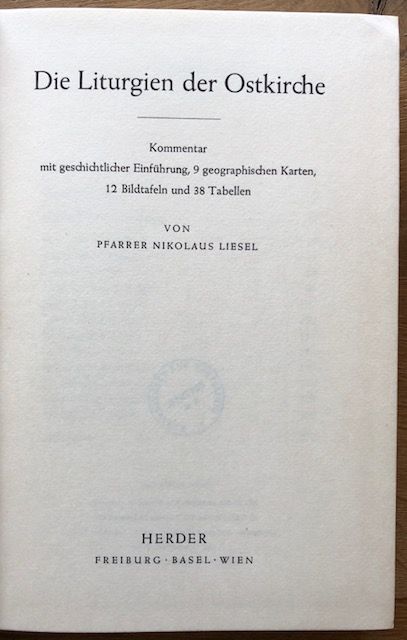 Die Liturgien der Ostkirche
Kommentar
mit geschichtlicher Einführung, 9 geographischen Karten,
12 Bildtafeln und 38 Tabellen
VON
PFARRER NIKOLAUS LIESEL
HERDER
FREIBURG · BASEL · WIEN